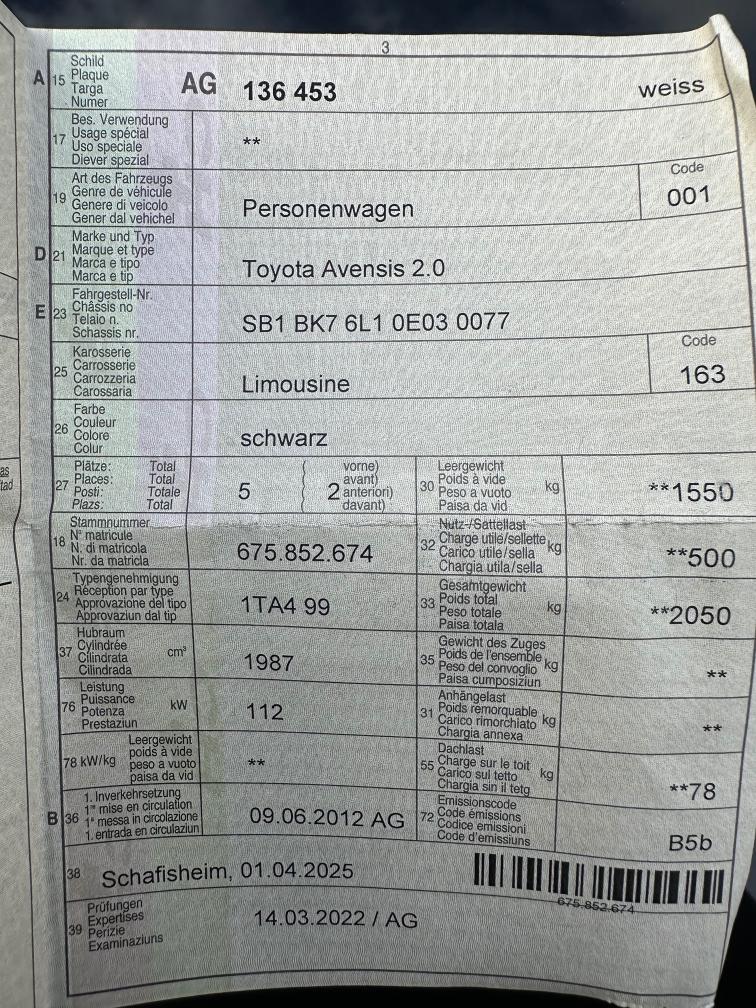 3
A 15 Schild
Plaque
Targa
Numer
AG 136 453 weiss
17 Bes. Verwendung
Usage spécial
Uso speciale
Diever spezial
**
19 Art des Fahrzeugs
Genre de véhicule
Genere di veicolo
Gener dal vehichel
Personenwagen
Code
001
D 21 Marke und Typ
Marque et type
Marca e tipo
Marca e tip
Toyota Avensis 2.0
E 23 Fahrgestell-Nr.
Châssis no
Telaio n.
Schassis nr.
SB1 BK7 6L1 0E03 0077
25 Karosserie
Carrosserie
Carrozzeria
Carossaria
Limousine
Code
163
26 Farbe
Couleur
Colore
Colur
schwarz
27 Plätze: Total
Places: Total
Posti: Totale
Plazs: Total
5
2
vorne)
avant)
anteriori)
davant)
30 Leergewicht
Poids à vide
Peso a vuoto
Paisa da vid
kg
**1550
18 Stammnummer
N° matricule
N. di matricola
Nr. da matricla
675.852.674
32 Nutz-/Sattellast
Charge utile/sellette
Carico utile/sella
Chargia utila/sella
kg
**500
24 Typengenehmigung
Réception par type
Approvazione del tipo
Approvaziun dal tip
1TA4 99
33 Gesamtgewicht
Poids total
Peso totale
Paisa totala
kg
**2050
37 Hubraum
Cylindrée
Cilindrata
Cilindrada
cm³
1987
35 Gewicht des Zuges
Poids de l'ensemble
Peso del convoglio
Paisa cumposiziun
kg
**
76 Leistung
Puissance
Potenza
Prestaziun
kW
112
31 Anhängelast
Poids remorquable
Carico rimorchiato
Chargia annexa
kg
**
78 kW/kg Leergewicht
poids à vide
peso a vuoto
paisa da vid
**
55 Dachlast
Charge sur le toit
Carico sul tetto
Chargia sin il tetg
kg
**78
B 36 1. Inverkehrsetzung
1re mise en circulation
1a messa in circolazione
1. entrada en circulaziun
09.06.2012 AG
72 Emissionscode
Code émissions
Codice emissioni
Code d'emissiuns
B5b
38 Schafisheim, 01.04.2025
675.852.674
39 Prüfungen
Expertises
Perizie
Examinaziuns
14.03.2022 / AG
as
tad